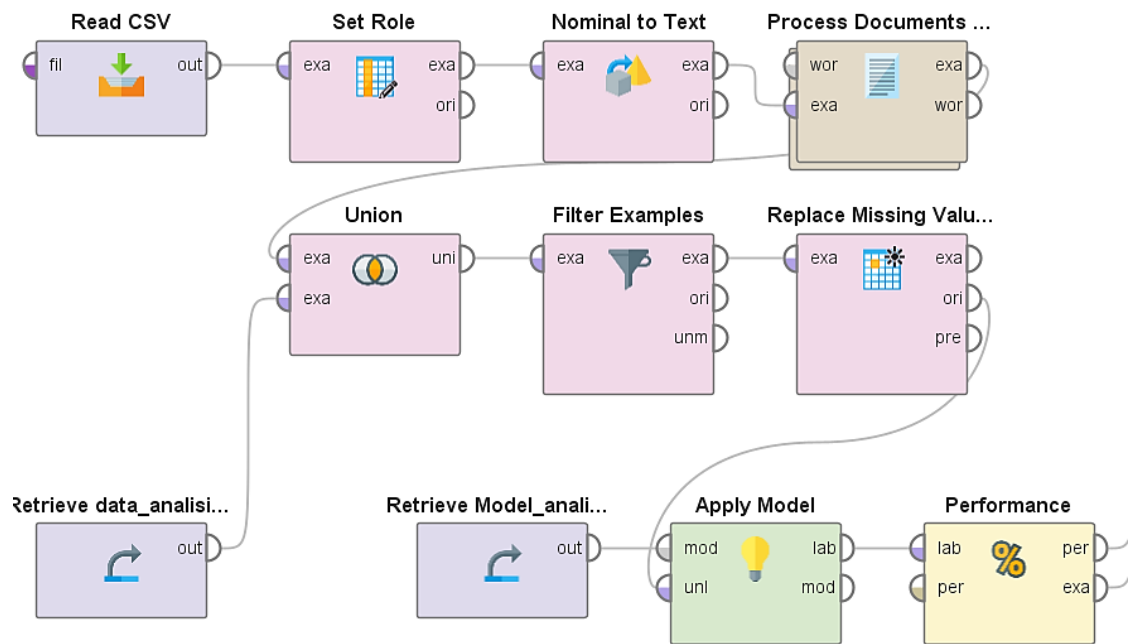 Read CSV
Set Role
Nominal to Text
Process Documents ...
fil out
exa exa
ori
exa exa
ori
wor exa
exa wor
Union
Filter Examples
Replace Missing Valu...
exa uni
exa
exa exa
ori
unm
exa exa
ori
pre
Retrieve data_analisi...
Retrieve Model_anali...
Apply Model
Performance
out
out
mod lab
unl mod
lab per
per exa
%